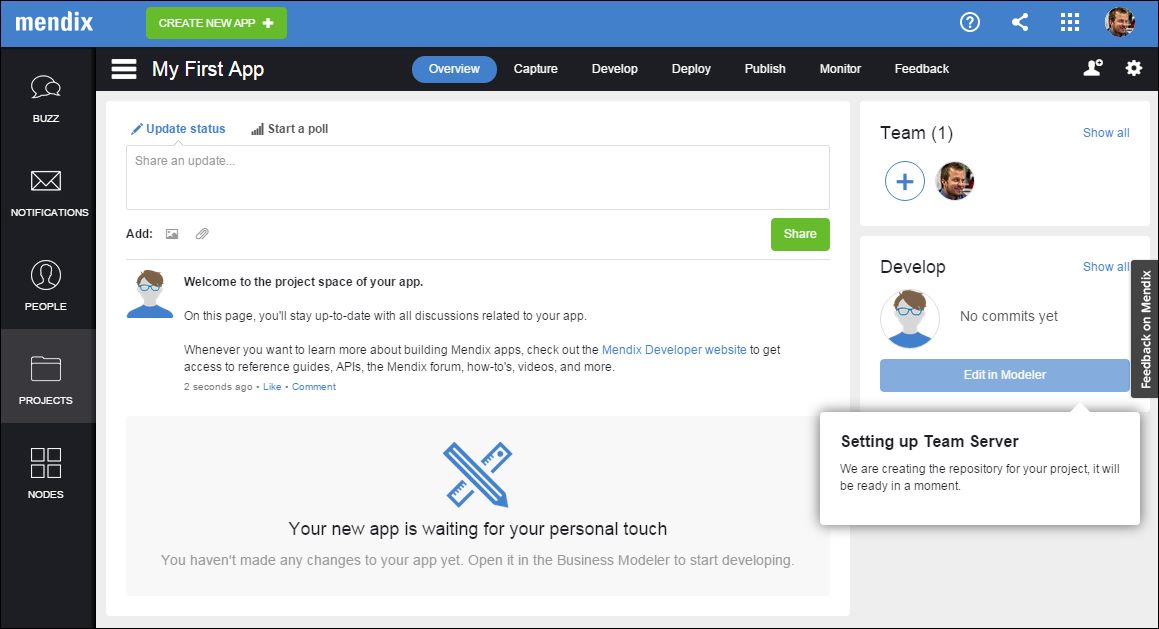 mendix
CREATE NEW APP
BUZZ
NOTIFICATIONS
PEOPLE
PROJECTS
NODES
My First App
Overview
Capture
Develop
Deploy
Publish
Monitor
Feedback
Update status
Start a poll
Share an update...
Add:
Share
Welcome to the project space of your app.
On this page, you'll stay up-to-date with all discussions related to your app.
Whenever you want to learn more about building Mendix apps, check out the Mendix Developer website to get
access to reference guides, APIs, the Mendix forum, how-to's, videos, and more.
2 seconds ago • Like • Comment
Your new app is waiting for your personal touch
You haven't made any changes to your app yet. Open it in the Business Modeler to start developing.
Team (1)
Show all
Develop
Show all
No commits yet
Edit in Modeler
Setting up Team Server
We are creating the repository for your project, it will
be ready in a moment.
Feedback on Mendix